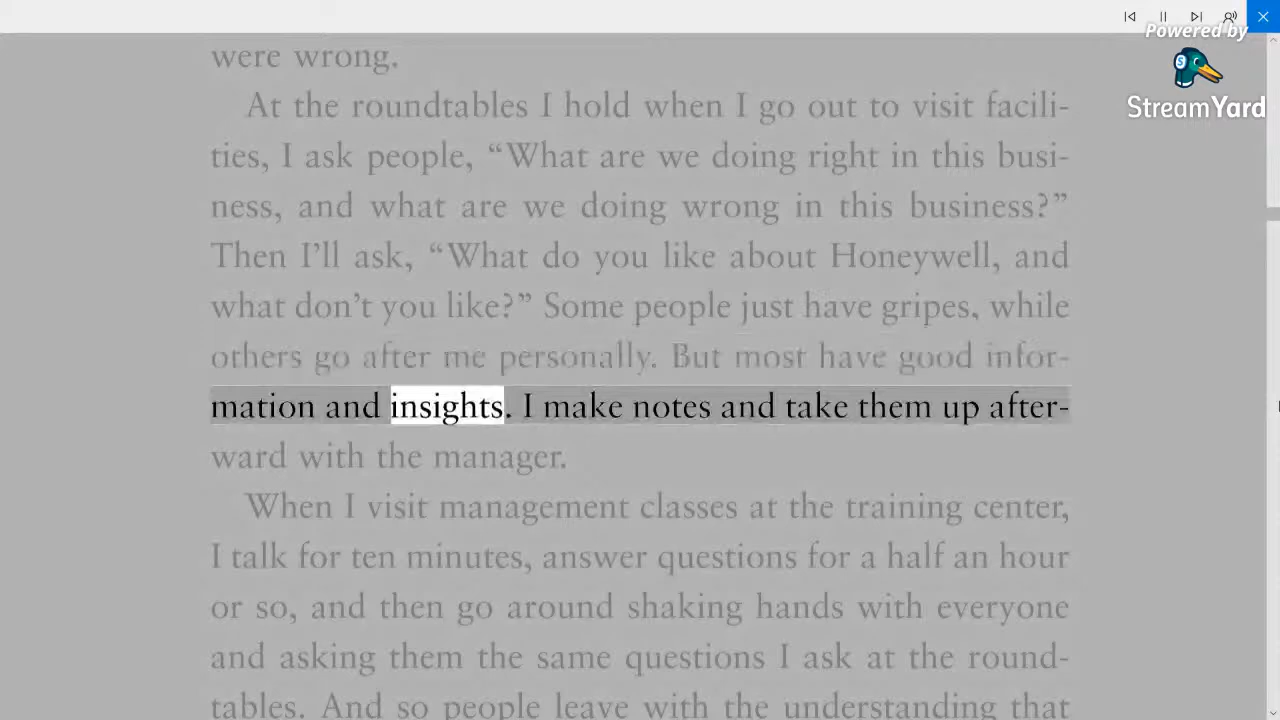 Powered by
StreamYard
were wrong.
At the roundtables I hold when I go out to visit facili-
ties, I ask people, “What are we doing right in this busi-
ness, and what are we doing wrong in this business?”
Then I’ll ask, “What do you like about Honeywell, and
what don’t you like?” Some people just have gripes, while
others go after me personally. But most have good infor-
mation and insights. I make notes and take them up after-
ward with the manager.
When I visit management classes at the training center,
I talk for ten minutes, answer questions for a half an hour
or so, and then go around shaking hands with everyone
and asking them the same questions I ask at the round-
tables. And so people leave with the understanding that